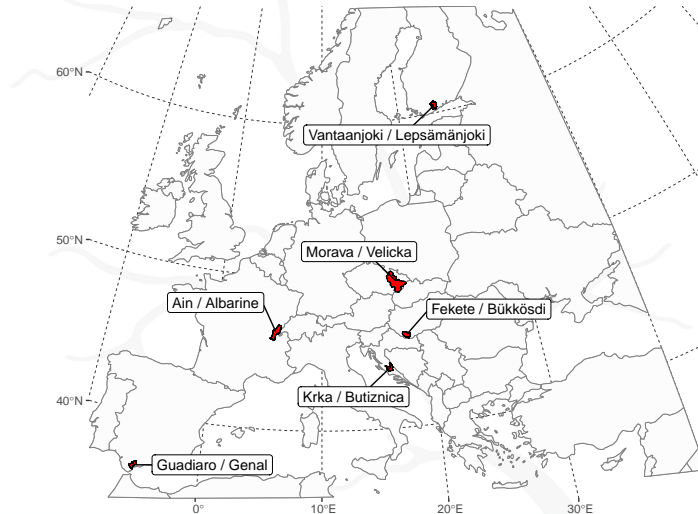 60°N
Vantaanjoki / Lepsämänjoki
50°N
Morava / Velicka
Ain / Albarine
Fekete / Bükkösdi
40°N
Krka / Butiznica
Guadiaro / Genal
0°
10°E
20°E
30°E